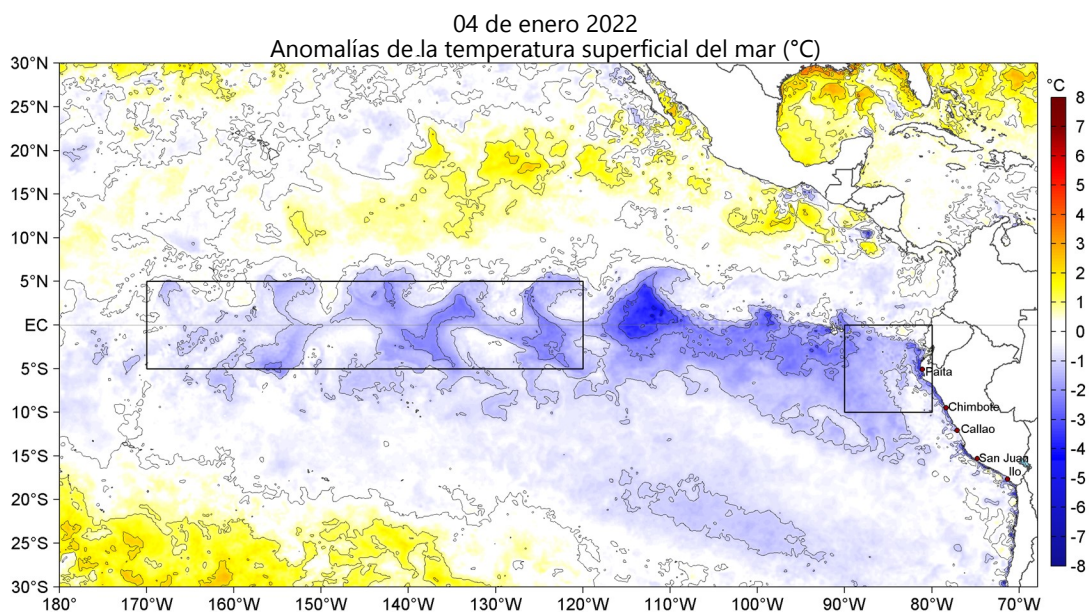 04 de enero 2022
Anomalías de la temperatura superficial del mar (°C)
30°N
25°N
20°N
15°N
10°N
5°N
EC
5°S
10°S
15°S
20°S
25°S
30°S
180
170°W
160°W
150°W
140°W
130°W
120°W
110°W
100°W
90°W
80°W
70°W
Paita
Chimbote
Callao
San Juan
Ilo
°C
8
7
6
5
4
3
2
1
0
-1
-2
-3
-4
-5
-6
-7
-8